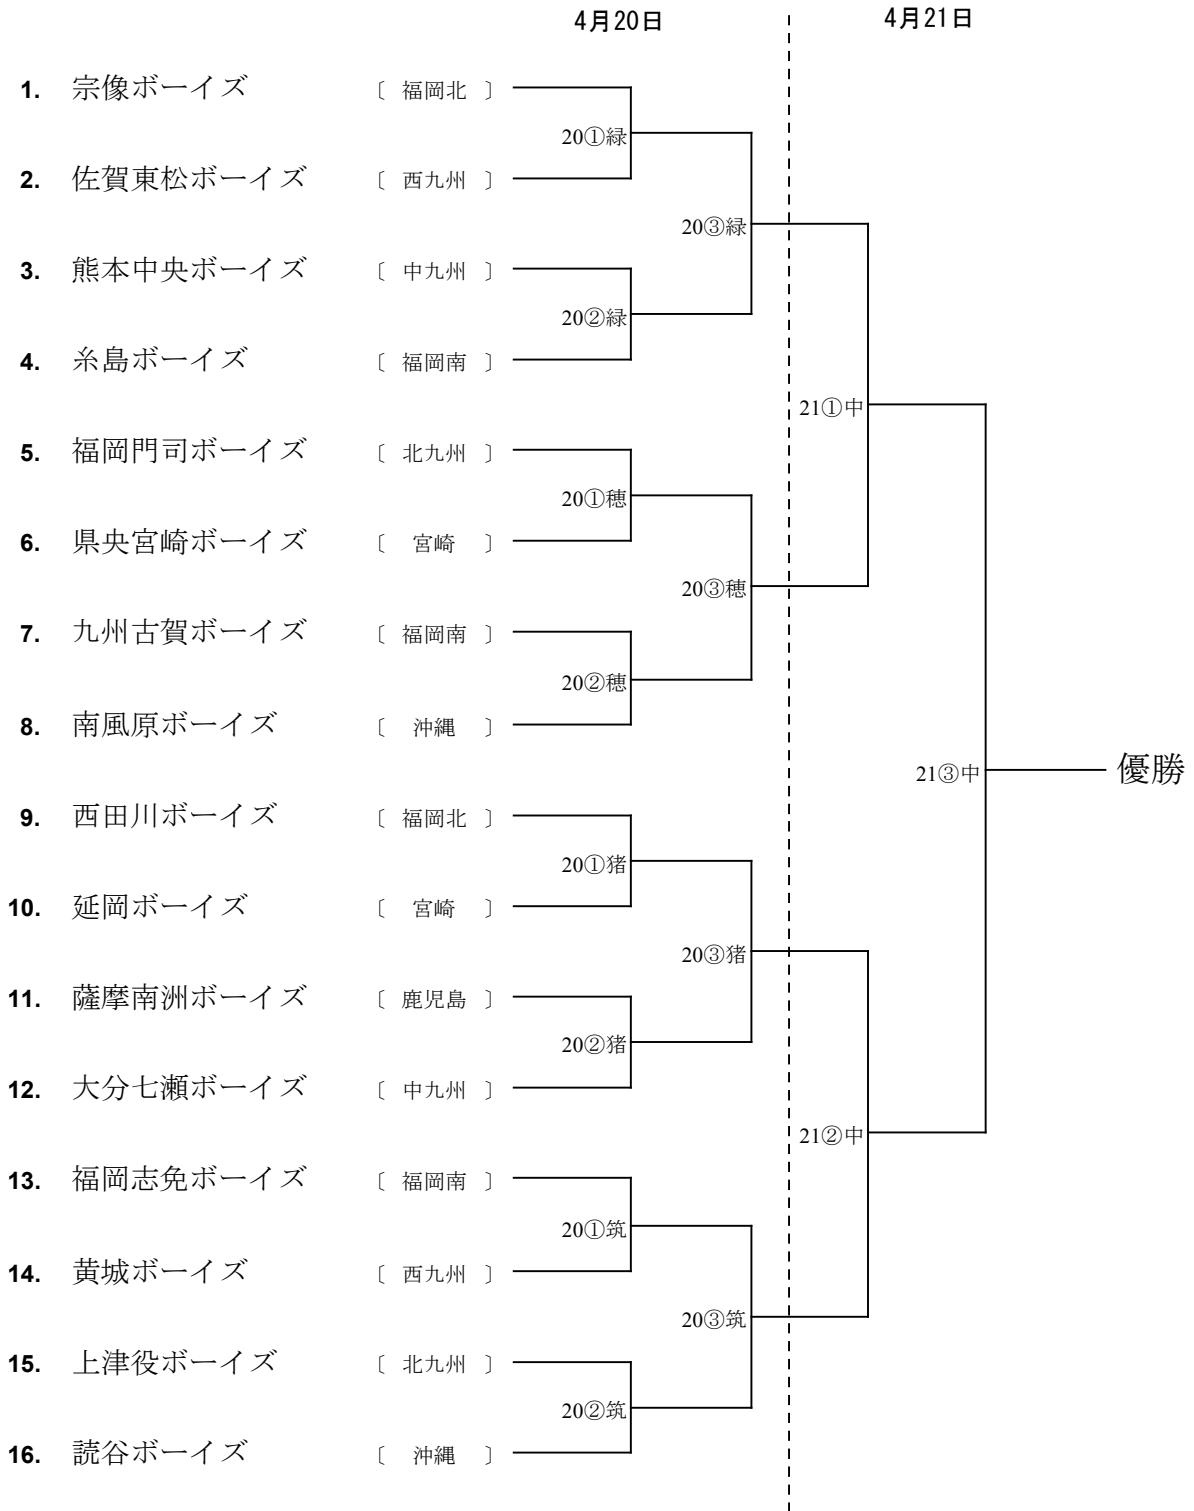 4月20日
4月21日
1. 宗像ボーイズ 〔 福岡北 〕
20①緑
2. 佐賀東松ボーイズ 〔 西九州 〕
20③緑
3. 熊本中央ボーイズ 〔 中九州 〕
20②緑
4. 糸島ボーイズ 〔 福岡南 〕
21①中
5. 福岡門司ボーイズ 〔 北九州 〕
20①穂
6. 県央宮崎ボーイズ 〔 宮崎 〕
20③穂
7. 九州古賀ボーイズ 〔 福岡南 〕
20②穂
8. 南風原ボーイズ 〔 沖縄 〕
21③中 優勝
9. 西田川ボーイズ 〔 福岡北 〕
20①猪
10. 延岡ボーイズ 〔 宮崎 〕
20③猪
11. 薩摩南洲ボーイズ 〔 鹿児島 〕
20②猪
12. 大分七瀬ボーイズ 〔 中九州 〕
21②中
13. 福岡志免ボーイズ 〔 福岡南 〕
20①筑
14. 黄城ボーイズ 〔 西九州 〕
20③筑
15. 上津役ボーイズ 〔 北九州 〕
20②筑
16. 読谷ボーイズ 〔 沖縄 〕